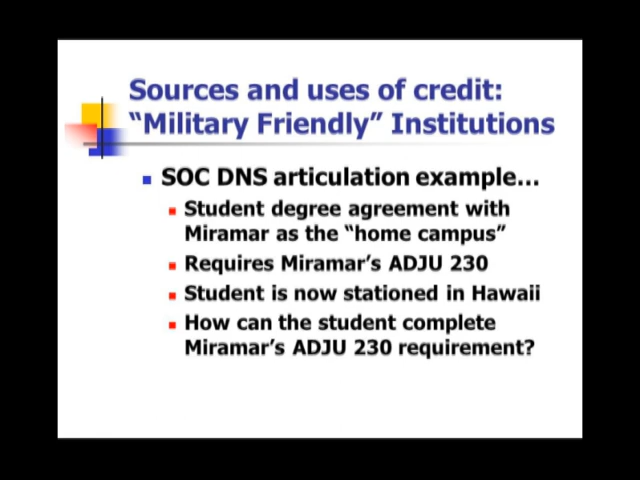 Sources and uses of credit:
“Military Friendly” Institutions
SOC DNS articulation example…
Student degree agreement with
Miramar as the “home campus”
Requires Miramar’s ADJU 230
Student is now stationed in Hawaii
How can the student complete
Miramar’s ADJU 230 requirement?